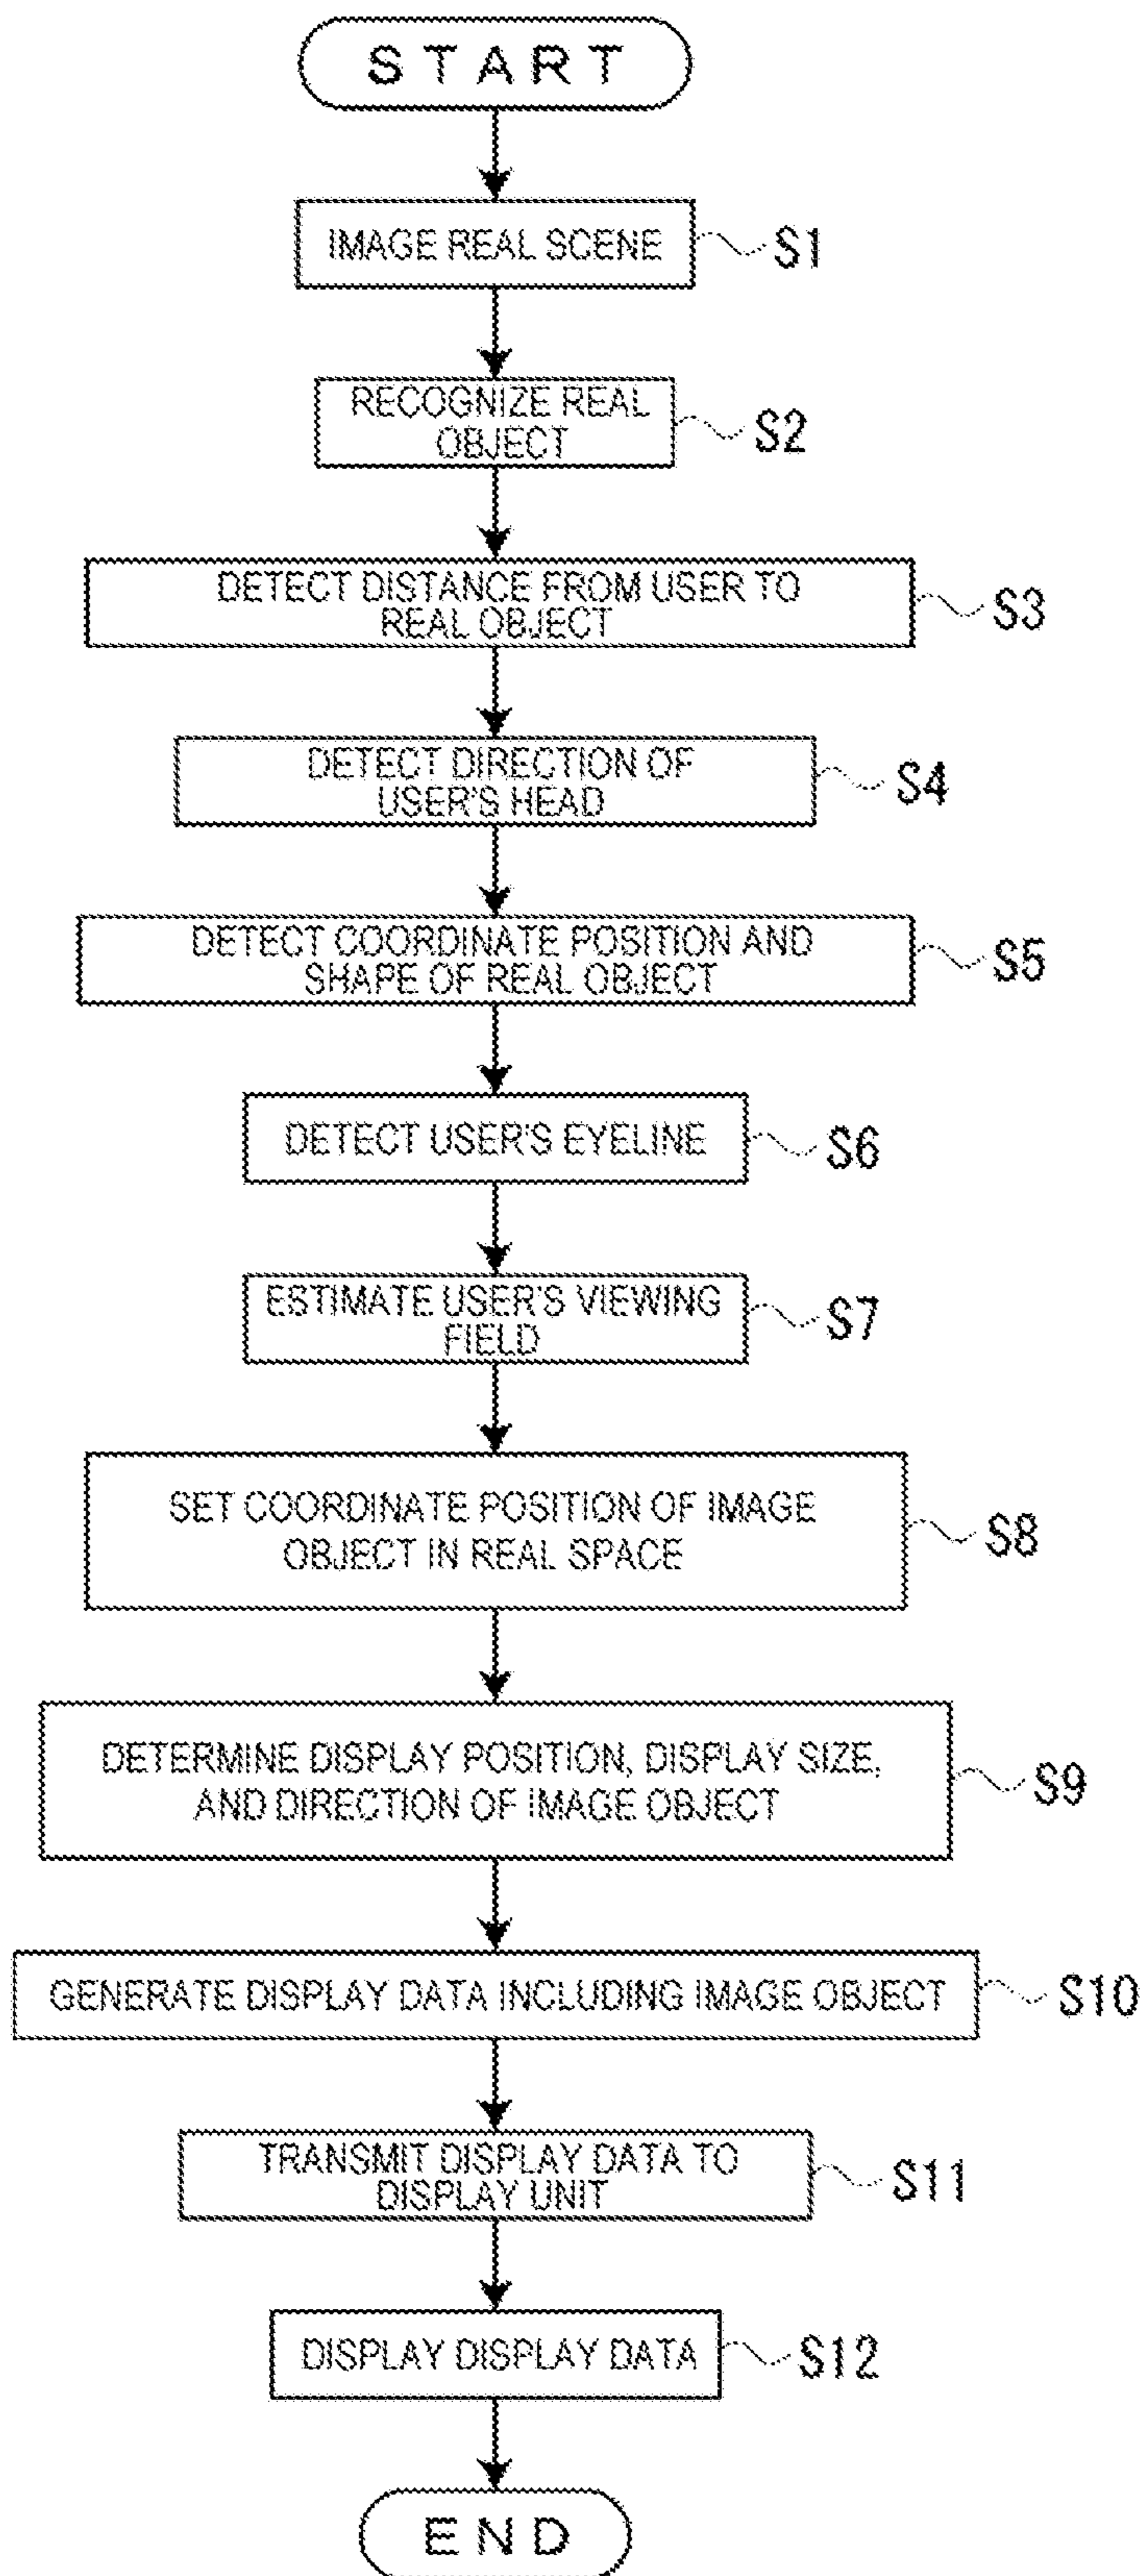 START
IMAGE REAL SCENE
S1
RECOGNIZE REAL
OBJECT
S2
DETECT DISTANCE FROM USER TO
REAL OBJECT
S3
DETECT DIRECTION OF
USER'S HEAD
S4
DETECT COORDINATE POSITION AND
SHAPE OF REAL OBJECT
S5
DETECT USER'S EYELINE
S6
ESTIMATE USER'S VIEWING
FIELD
S7
SET COORDINATE POSITION OF IMAGE
OBJECT IN REAL SPACE
S8
DETERMINE DISPLAY POSITION, DISPLAY SIZE,
AND DIRECTION OF IMAGE OBJECT
S9
GENERATE DISPLAY DATA INCLUDING IMAGE OBJECT
S10
TRANSMIT DISPLAY DATA TO
DISPLAY UNIT
S11
DISPLAY DISPLAY DATA
S12
END